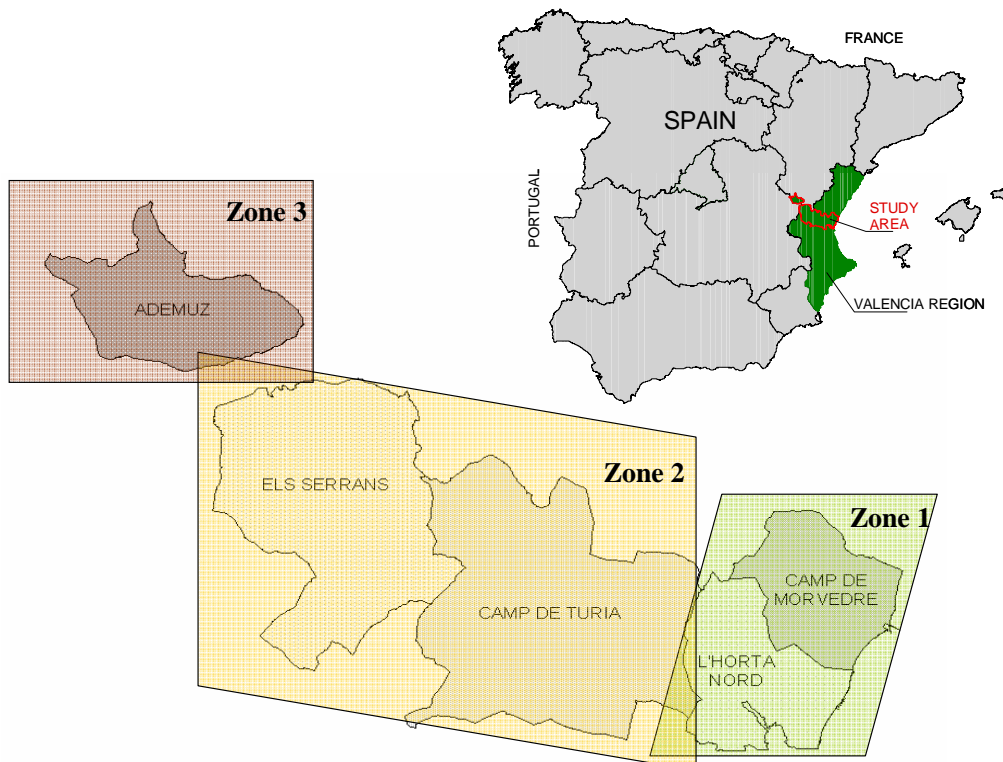 FRANCE
SPAIN
PORTUGAL
STUDY
AREA
VALENCIA REGION
Zone 3
ADEMUZ
Zone 2
ELS SERRANS
CAMP DE TURIA
Zone 1
CAMP DE
MORVEDRE
L'HORTA
NORD